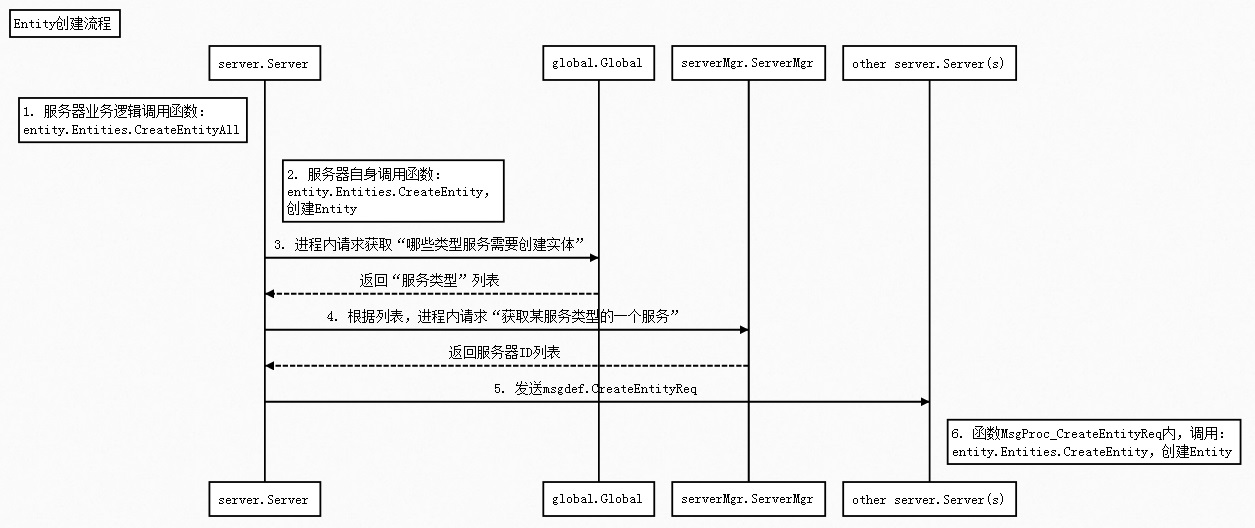 Entity创建流程
server.Server
global.Global
serverMgr.ServerMgr
other server.Server(s)
1. 服务器业务逻辑调用函数:
entity.Entities.CreateEntityAll
2. 服务器自身调用函数:
entity.Entities.CreateEntity,
创建Entity
3. 进程内请求获取“哪些类型服务需要创建实体”
返回“服务类型”列表
4. 根据列表，进程内请求“获取某服务类型的一个服务”
返回服务器ID列表
5. 发送msgdef.CreateEntityReq
6. 函数MsgProc_CreateEntityReq内，调用:
entity.Entities.CreateEntity，创建Entity
server.Server
global.Global
serverMgr.ServerMgr
other server.Server(s)